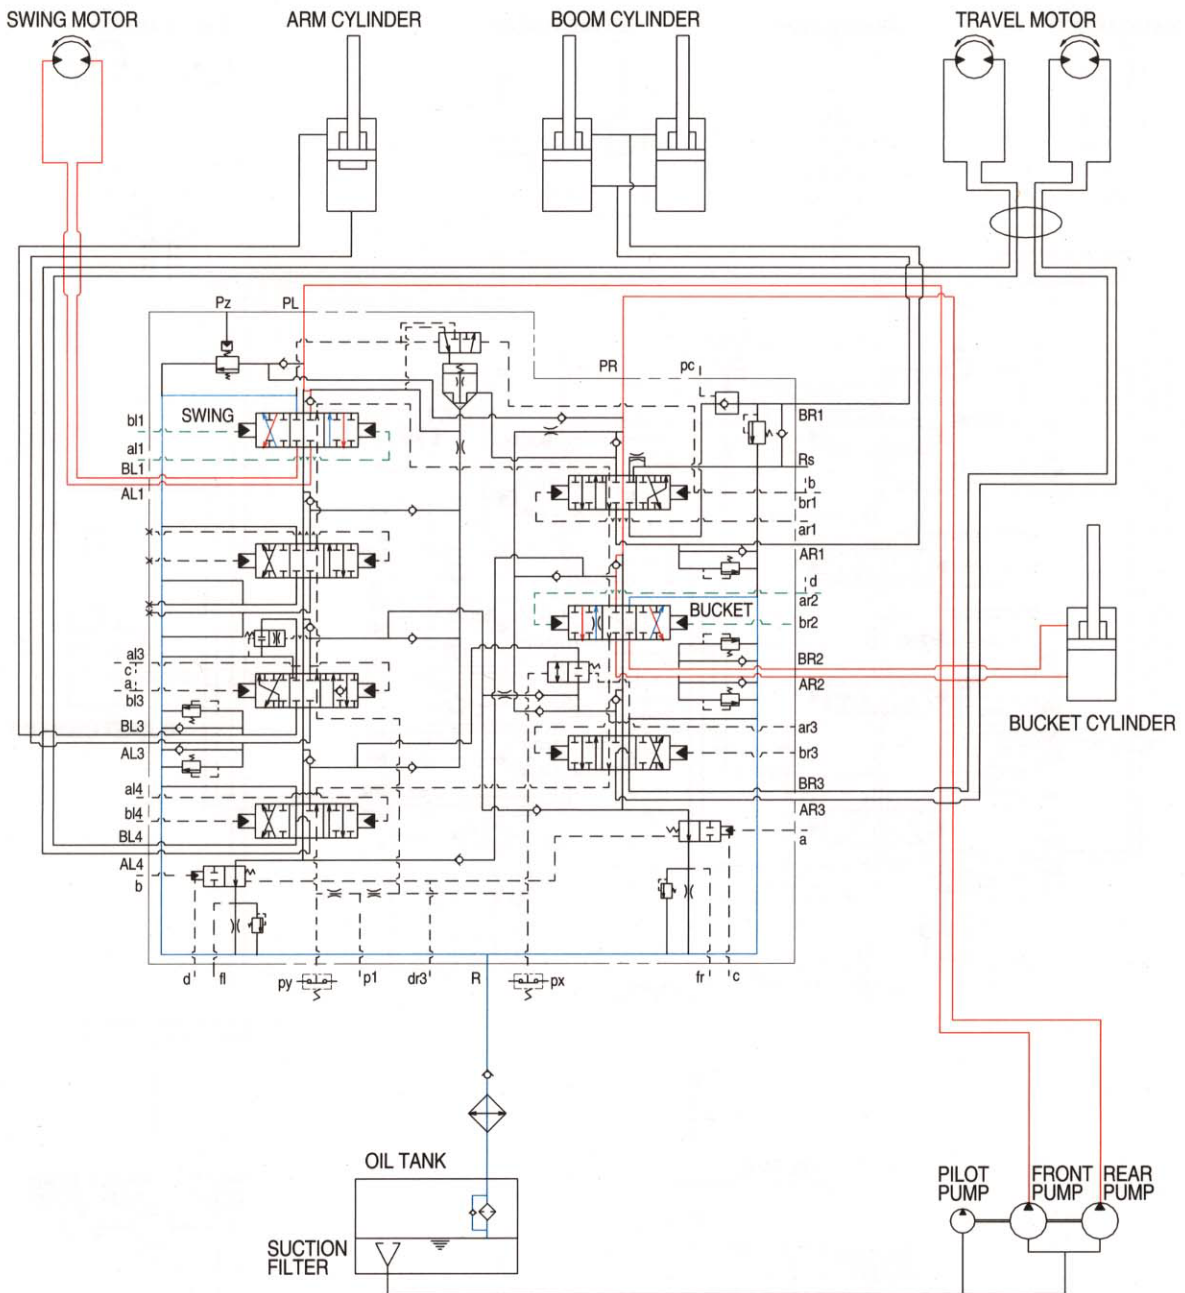 SWING MOTOR
ARM CYLINDER
BOOM CYLINDER
TRAVEL MOTOR
Pz
PL
PR
pc
SWING
BR1
bl1
al1
BL1
AL1
Rs
b
br1
ar1
AR1
d
ar2
BUCKET
br2
al3
c
a
bl3
BR2
AR2
BUCKET CYLINDER
BL3
AL3
ar3
br3
al4
bl4
BR3
BL4
AR3
a
AL4
b
d
fl
py
p1
dr3
R
px
fr
c
OIL TANK
SUCTION
FILTER
PILOT
PUMP
FRONT
PUMP
REAR
PUMP